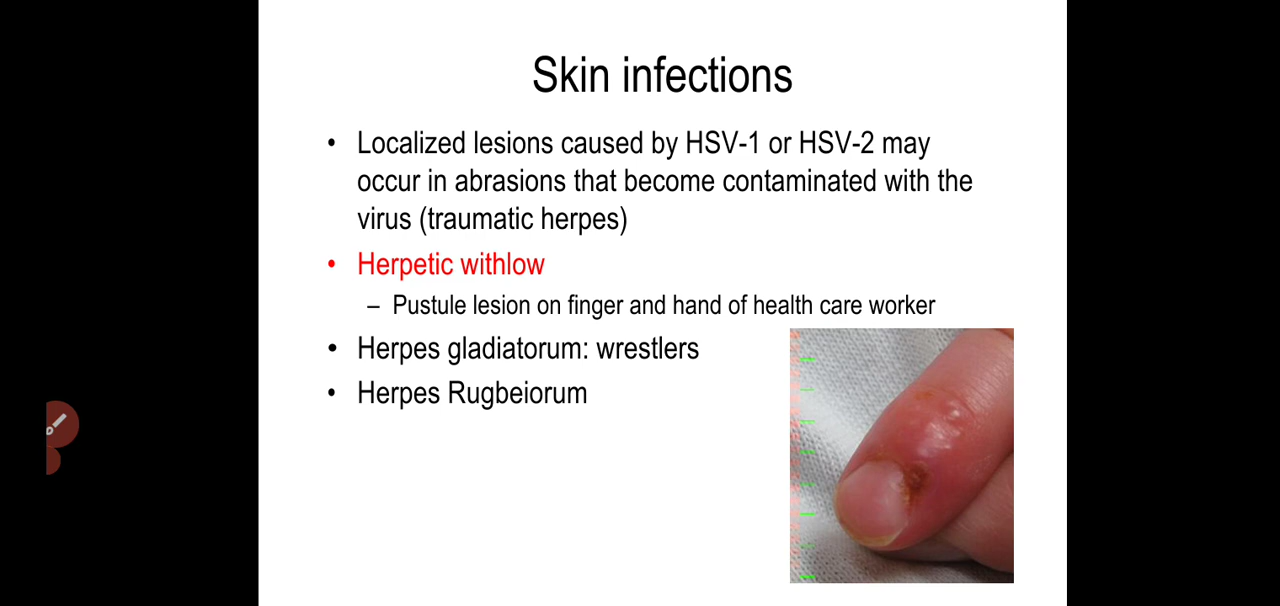 Skin infections
• Localized lesions caused by HSV-1 or HSV-2 may
occur in abrasions that become contaminated with the
virus (traumatic herpes)
• Herpetic withlow
– Pustule lesion on finger and hand of health care worker
• Herpes gladiatorum: wrestlers
• Herpes Rugbeiorum